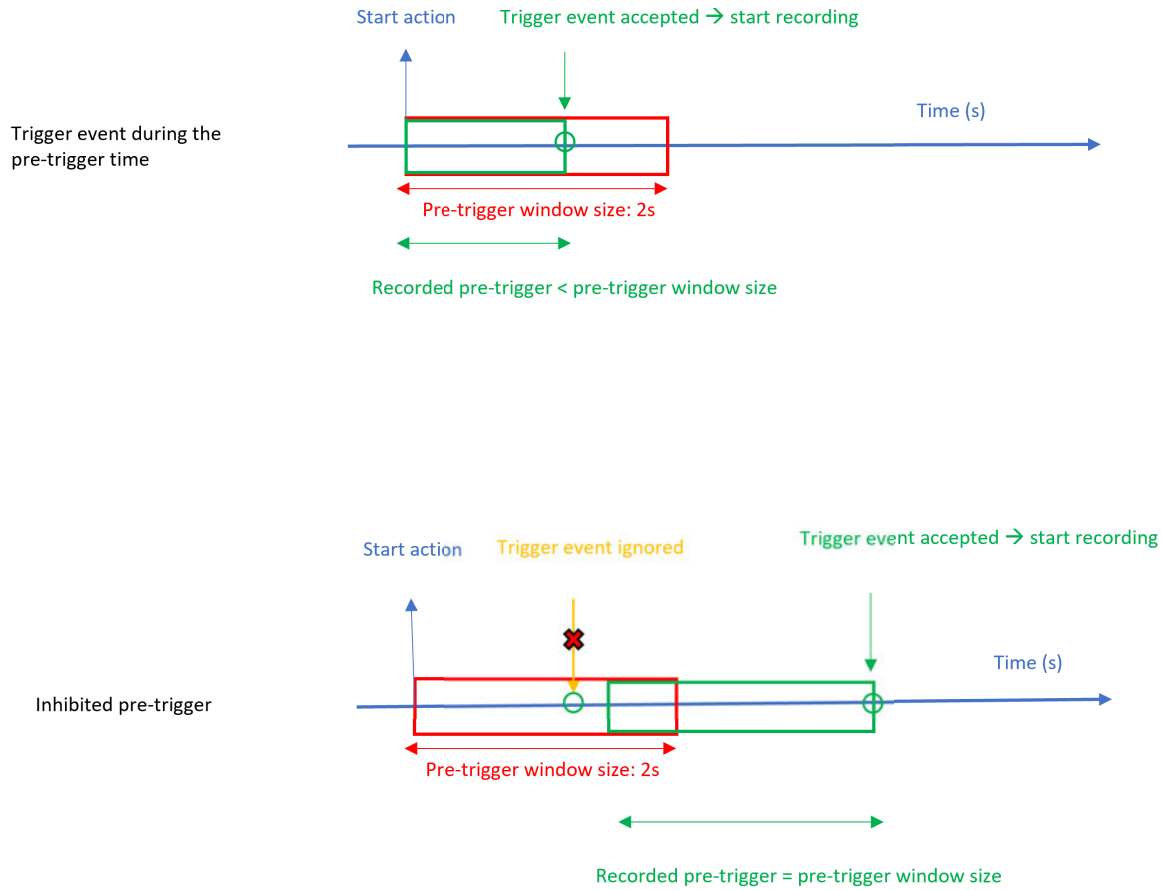 Start action
Trigger event accepted → start recording
Time (s)
Trigger event during the
pre-trigger time
Pre-trigger window size: 2s
Recorded pre-trigger < pre-trigger window size
Start action
Trigger event ignored
Trigger event accepted → start recording
Time (s)
Inhibited pre-trigger
Pre-trigger window size: 2s
Recorded pre-trigger = pre-trigger window size